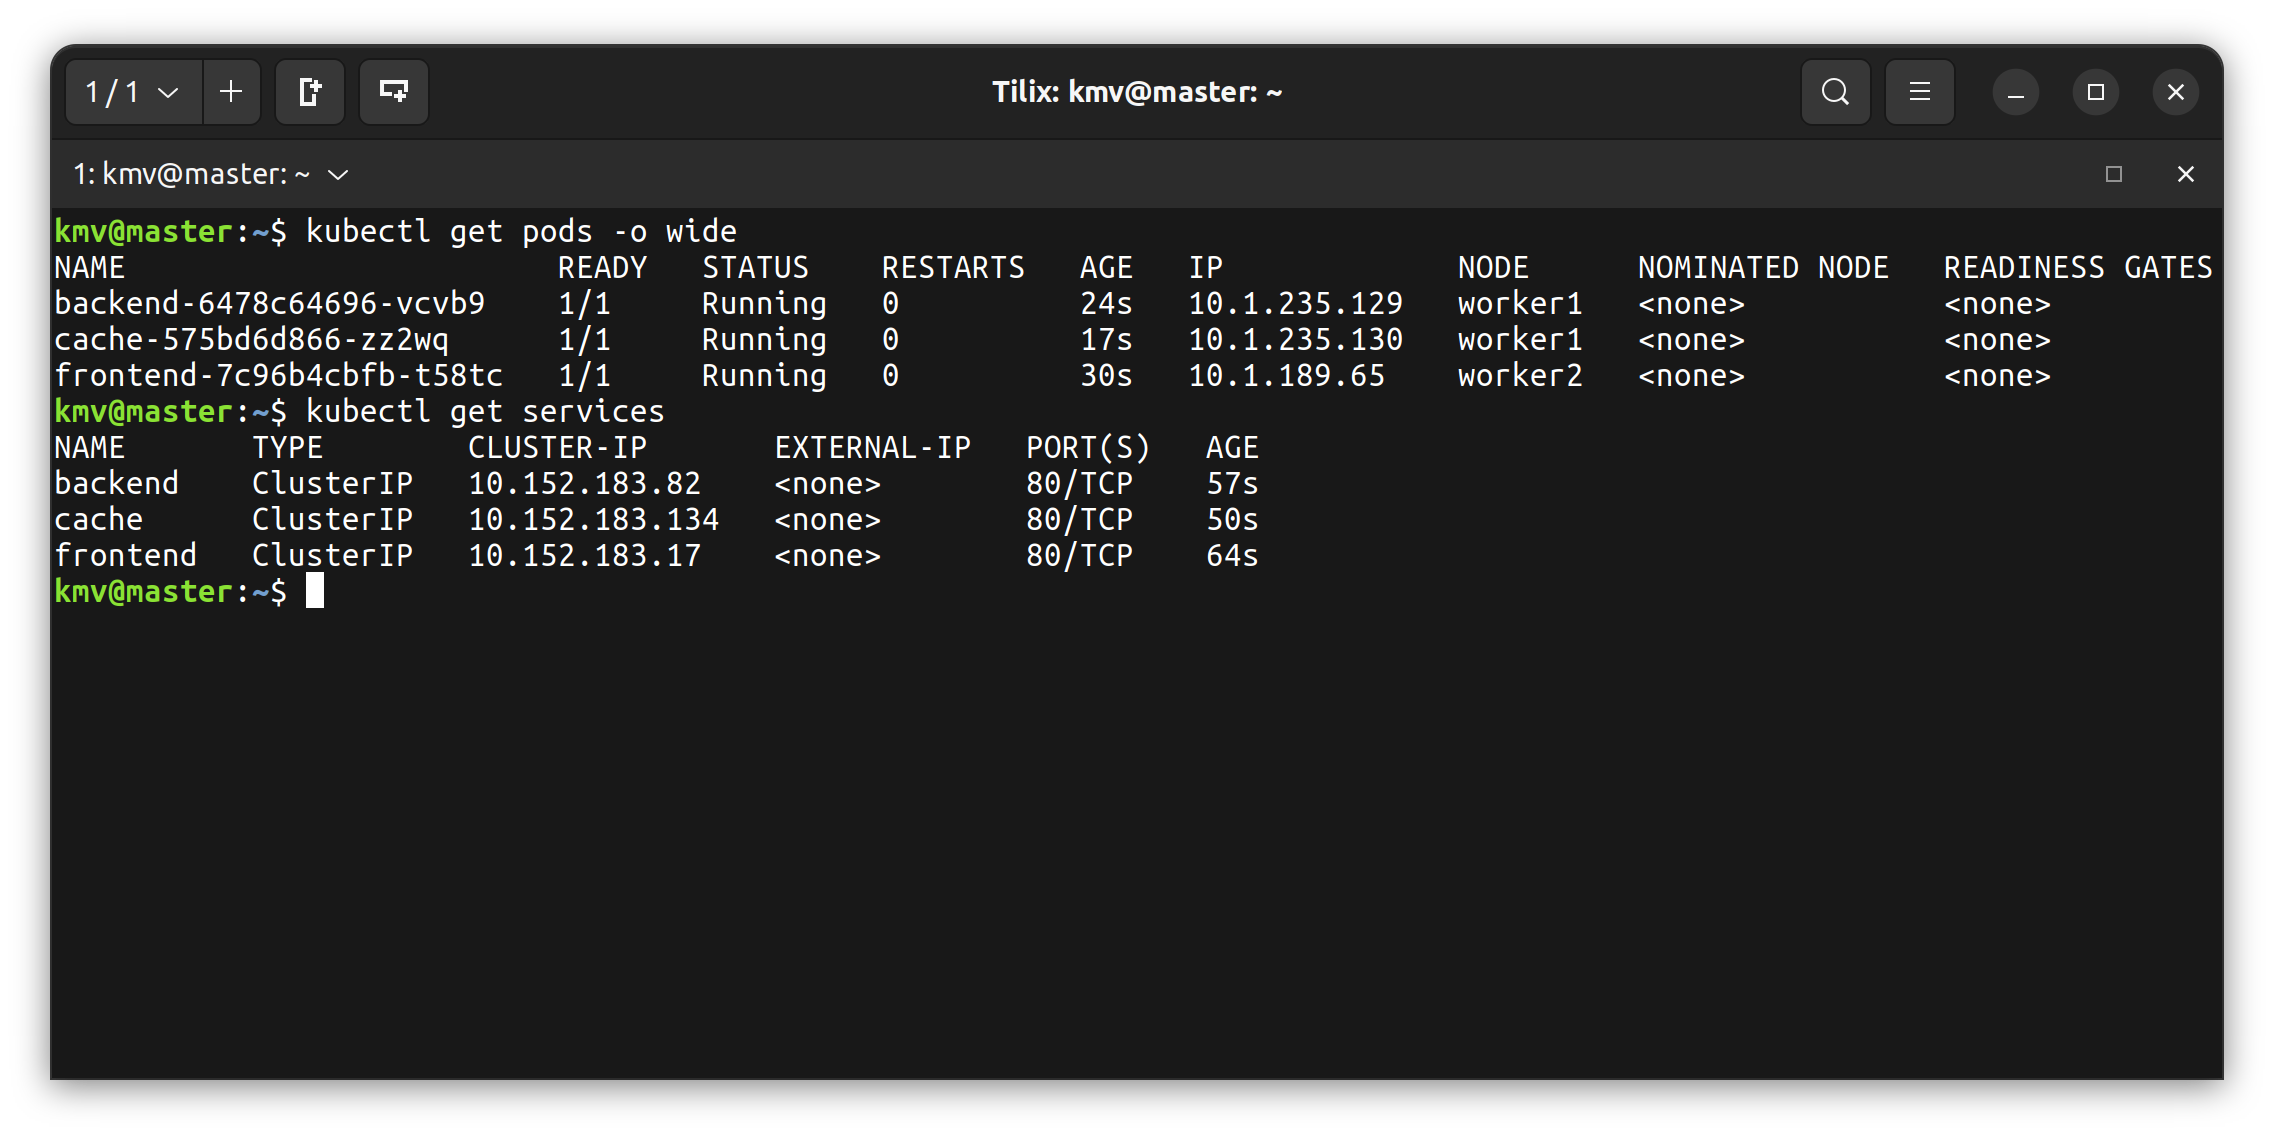 1 / 1
Tilix: kmv@master: ~
1: kmv@master: ~
kmv@master:~$ kubectl get pods -o wide
NAME                        READY   STATUS    RESTARTS   AGE   IP             NODE      NOMINATED NODE   READINESS GATES
backend-6478c64696-vcvb9    1/1     Running   0          24s   10.1.235.129   worker1   <none>           <none>
cache-575bd6d866-zz2wq      1/1     Running   0          17s   10.1.235.130   worker1   <none>           <none>
frontend-7c96b4cbfb-t58tc   1/1     Running   0          30s   10.1.189.65    worker2   <none>           <none>
kmv@master:~$ kubectl get services
NAME       TYPE        CLUSTER-IP       EXTERNAL-IP   PORT(S)   AGE
backend    ClusterIP   10.152.183.82    <none>        80/TCP    57s
cache      ClusterIP   10.152.183.134   <none>        80/TCP    50s
frontend   ClusterIP   10.152.183.17    <none>        80/TCP    64s
kmv@master:~$